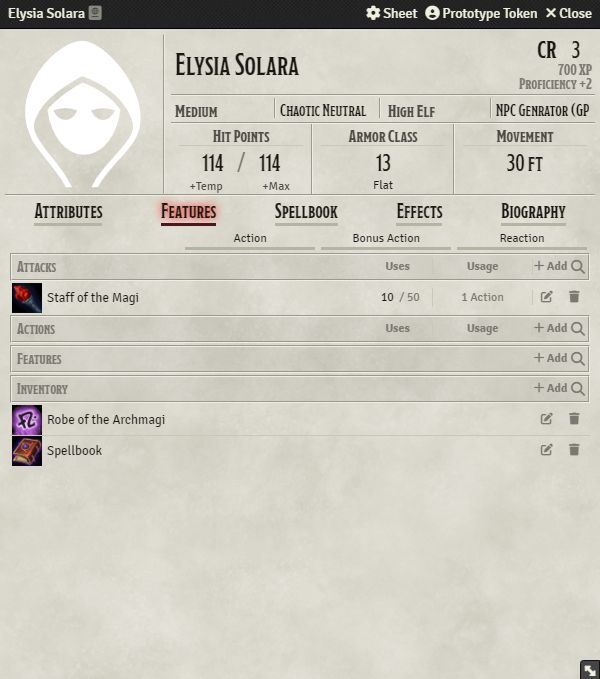 Elysia Solara Sheet Prototype Token Close
Elysia Solara
CR 3
700 XP
Proficiency +2
Medium Chaotic Neutral High Elf NPC Genrator (GP
Hit Points Armor Class Movement
114 / 114 13 30 ft
+Temp +Max Flat
Attributes Features Spellbook Effects Biography
Action Bonus Action Reaction
Attacks Uses Usage + Add
Staff of the Magi 10 / 50 1 Action
Actions Uses Usage + Add
Features + Add
Inventory + Add
Robe of the Archmagi
Spellbook